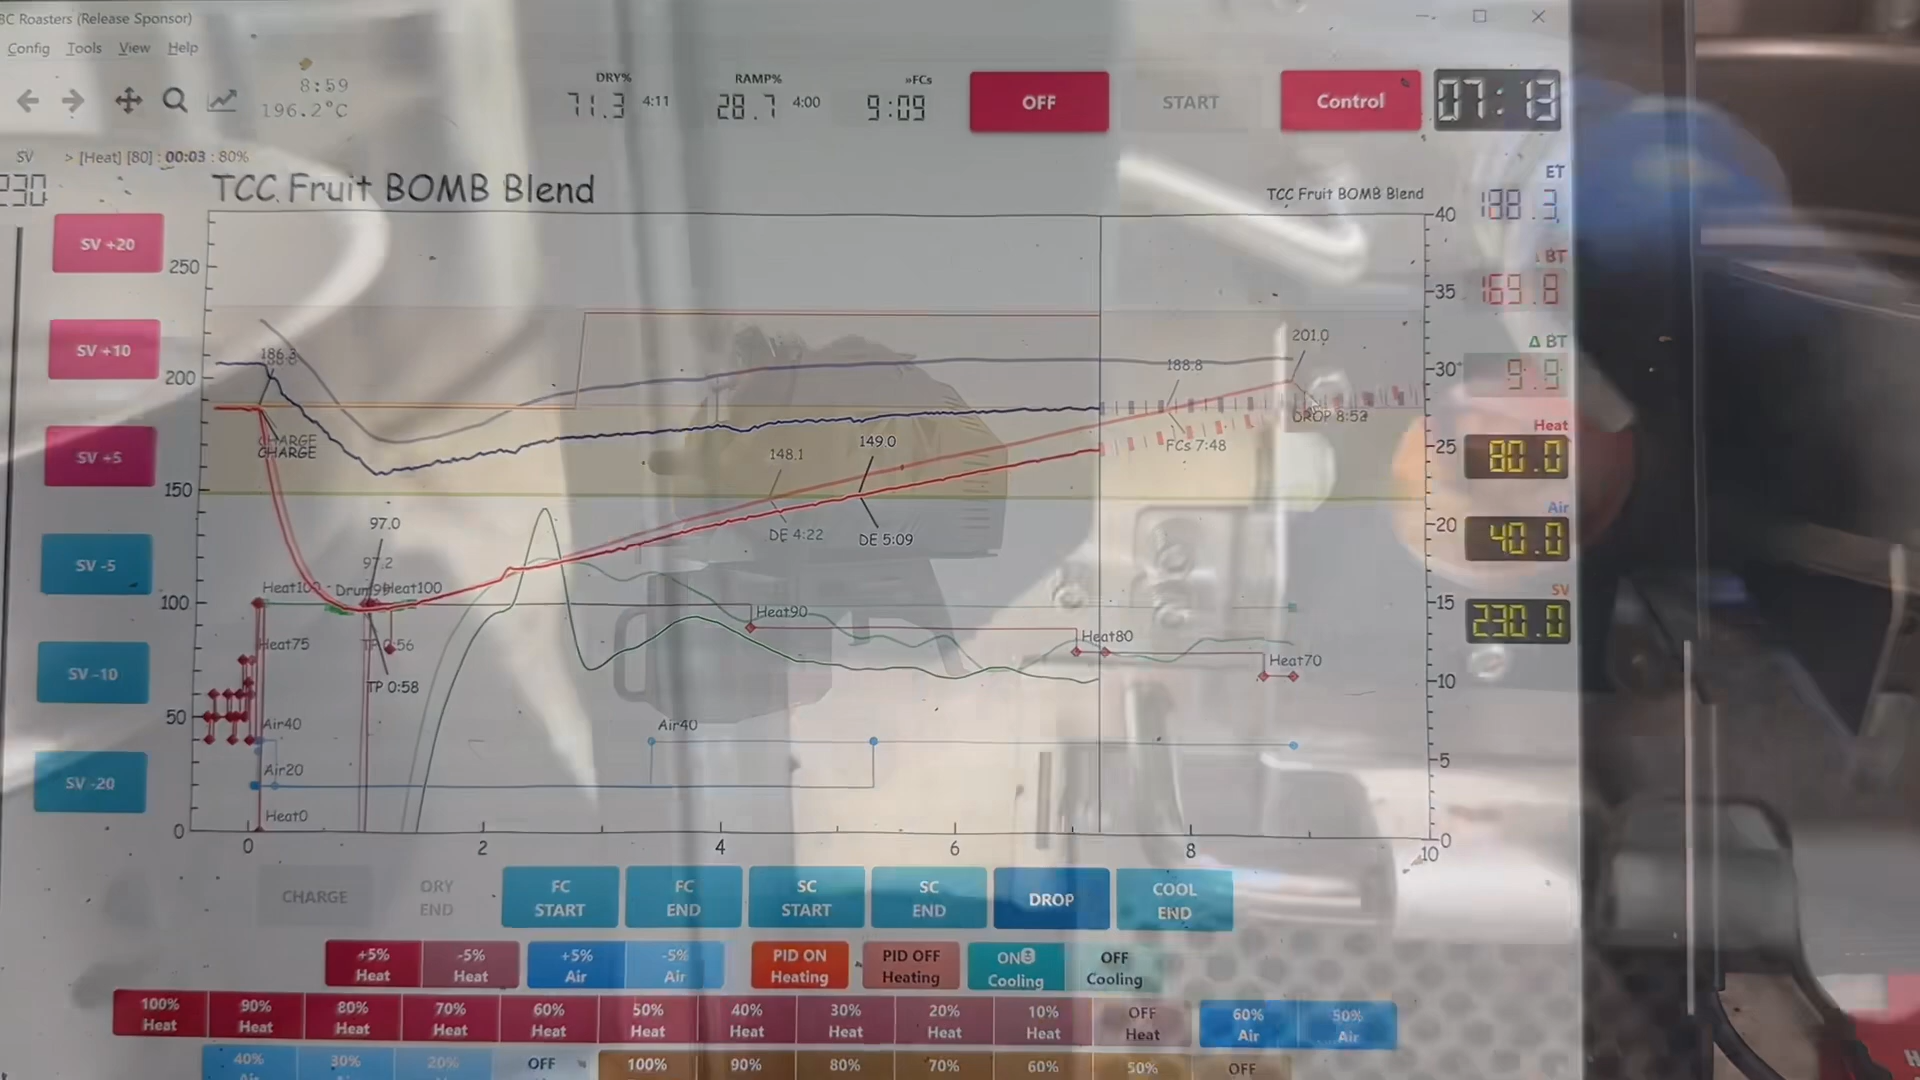 BC Roasters (Release Sponsor)
Config Tools View Help
8:59
196.2°C
DRY%
71.3 4:11
RAMP%
28.7 4:00
»FCs
9:09
OFF
START
Control
07:13
SV > [Heat] [80] : 00:03 : 80%
230
TCC Fruit BOMB Blend
TCC Fruit BOMB Blend
ET
BT
169.8
Δ BT
9.9
Heat
80.0
Air
40.0
SV
230.0
SV +20
SV +10
SV +5
SV -5
SV -10
SV -20
250
200
150
100
50
0
40
35
30
25
20
15
10
5
0
0 2 4 6 8 10
186.3
CHARGE
CHARGE
97.0
97.2
Heat100
Heat100
Heat75
TP 0:58
Air40
Air20
Heat0
148.1
149.0
DE 4:22
DE 5:09
Heat90
Air40
Heat80
Heat70
188.8
FCs 7:48
201.0
DROP 8:52
CHARGE
DRY
END
FC
START
FC
END
SC
START
SC
END
DROP
COOL
END
+5%
Heat
-5%
Heat
+5%
Air
-5%
Air
PID ON
Heating
PID OFF
Heating
ON
Cooling
OFF
Cooling
100%
Heat
90%
Heat
80%
Heat
70%
Heat
60%
Heat
50%
Heat
40%
Heat
30%
Heat
20%
Heat
10%
Heat
OFF
Heat
60%
Air
50%
Air
40%
30%
20%
OFF
100%
90%
80%
70%
60%
50%
OFF